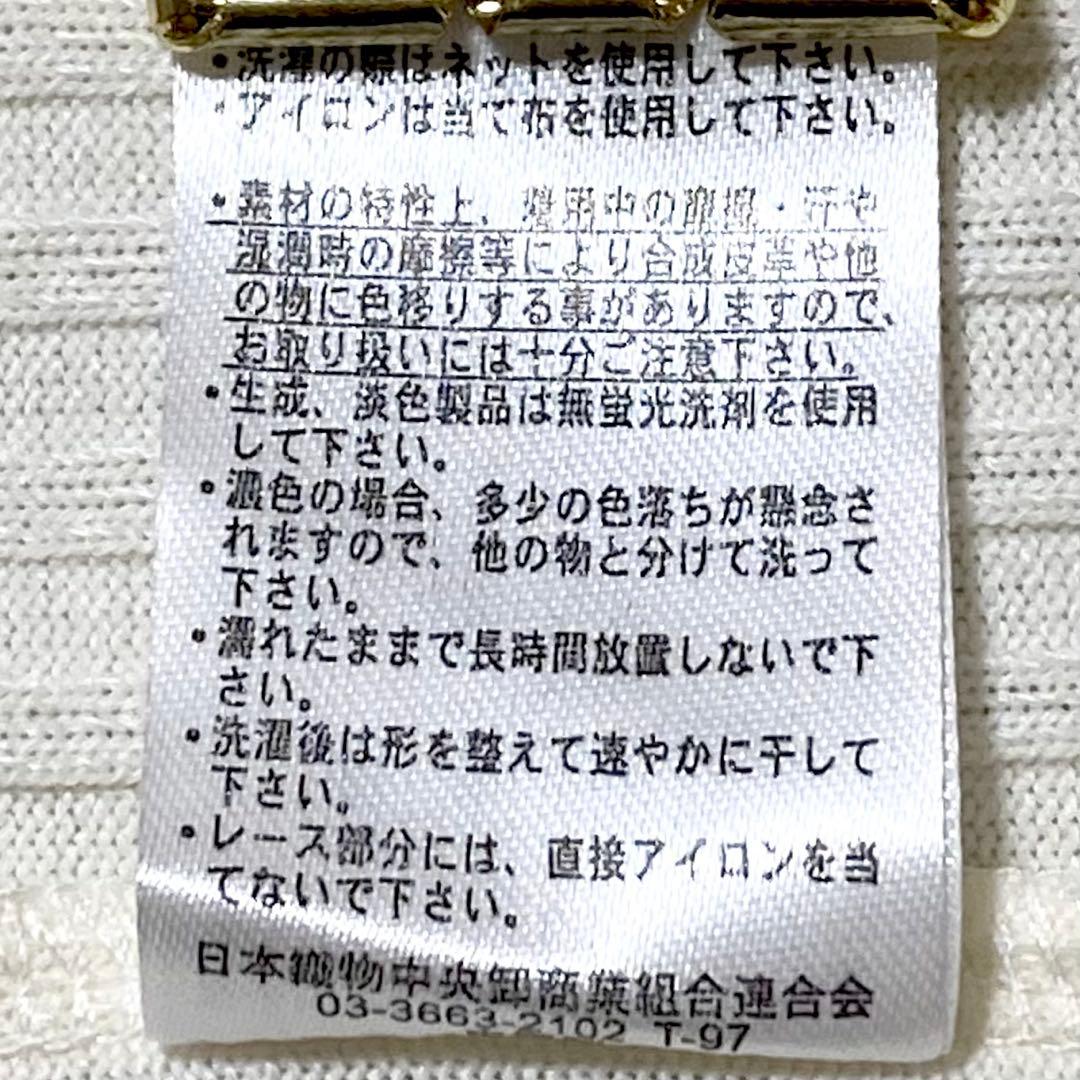 ・洗濯の際はネットを使用して下さい。
・アイロンは当て布を使用して下さい。
・素材の特性上、着用中の摩擦・汗や
湿潤時の摩擦等により合成皮革や他
の物に色移りする事がありますので、
お取り扱いには十分ご注意下さい。
・生成、淡色製品は無蛍光洗剤を使用
して下さい。
・濃色の場合、多少の色落ちが懸念さ
れますので、他の物と分けて洗って
下さい。
・濡れたままで長時間放置しないで下
さい。
・洗濯後は形を整えて速やかに干して
下さい。
・レース部分には、直接アイロンを当
てないで下さい。
日本織物中央卸商業組合連合会
03-3663-2102 T-97